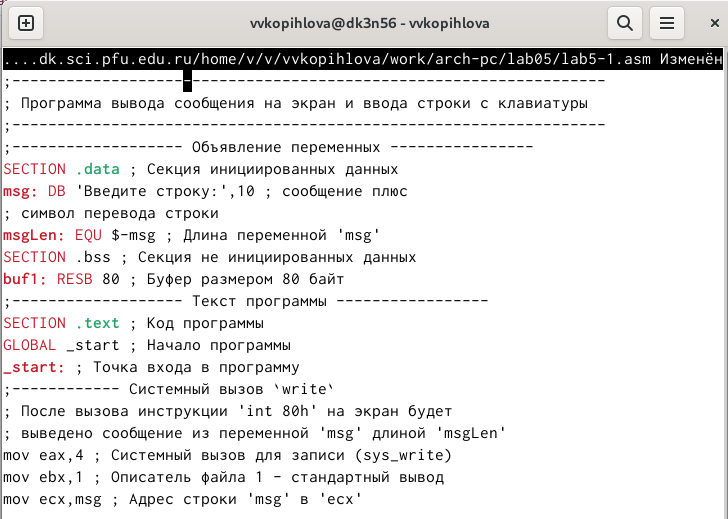 vvkopihlova@dk3n56 - vvkopihlova
....dk.sci.pfu.edu.ru/home/v/v/vvkopihlova/work/arch-pc/lab05/lab5-1.asm Изменён
;------------------------------------------------------------------
; Программа вывода сообщения на экран и ввода строки с клавиатуры
;------------------------------------------------------------------
;------------------- Объявление переменных ----------------
SECTION .data ; Секция инициированных данных
msg: DB 'Введите строку:',10 ; сообщение плюс
; символ перевода строки
msgLen: EQU $-msg ; Длина переменной 'msg'
SECTION .bss ; Секция не инициированных данных
buf1: RESB 80 ; Буфер размером 80 байт
;------------------- Текст программы -----------------
SECTION .text ; Код программы
GLOBAL _start ; Начало программы
_start: ; Точка входа в программу
;------------ Системный вызов `write`
; После вызова инструкции 'int 80h' на экран будет
; выведено сообщение из переменной 'msg' длиной 'msgLen'
mov eax,4 ; Системный вызов для записи (sys_write)
mov ebx,1 ; Описатель файла 1 - стандартный вывод
mov ecx,msg ; Адрес строки 'msg' в 'ecx'